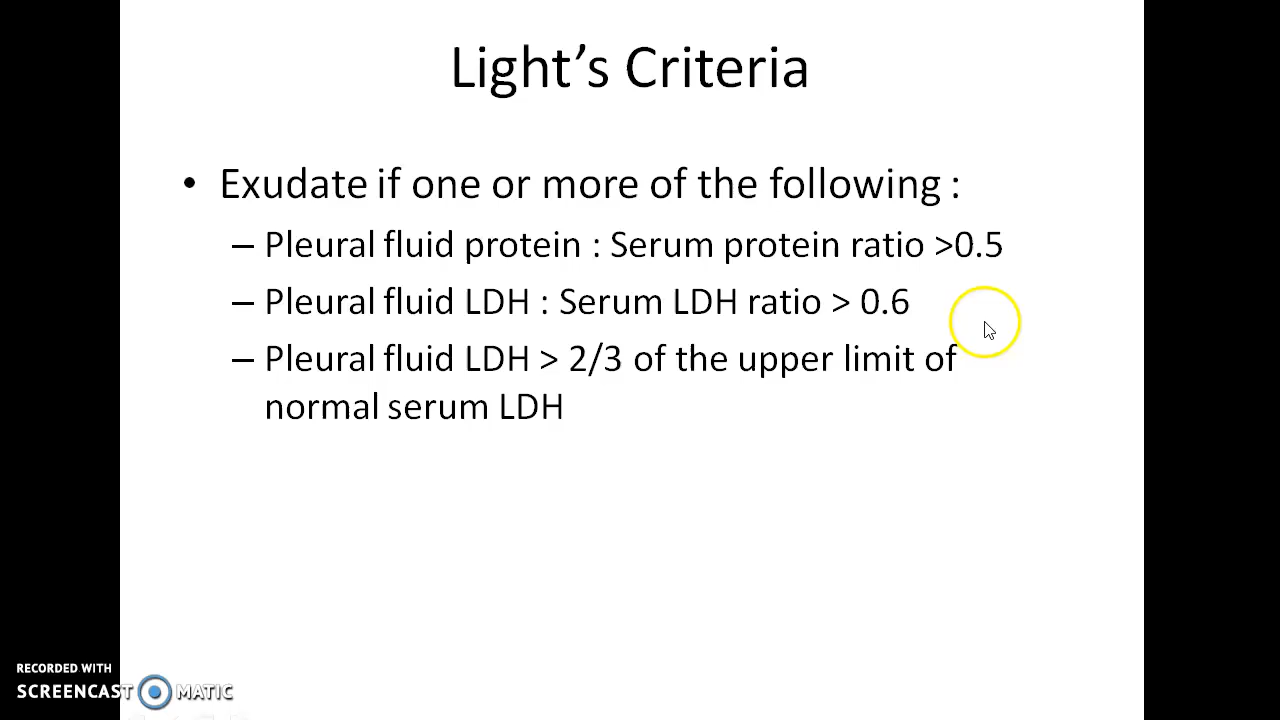 Light’s Criteria
• Exudate if one or more of the following :
– Pleural fluid protein : Serum protein ratio >0.5
– Pleural fluid LDH : Serum LDH ratio > 0.6
– Pleural fluid LDH > 2/3 of the upper limit of
normal serum LDH
RECORDED WITH
SCREENCAST MATIC